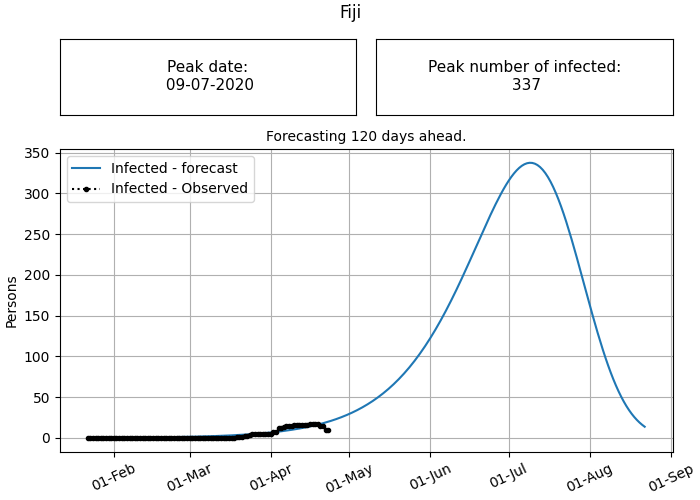 Fiji
Peak date:
09-07-2020
Peak number of infected:
337
Forecasting 120 days ahead.
Infected - forecast
Infected - Observed
Persons
350
300
250
200
150
100
50
0
01-Feb
01-Mar
01-Apr
01-May
01-Jun
01-Jul
01-Aug
01-Sep